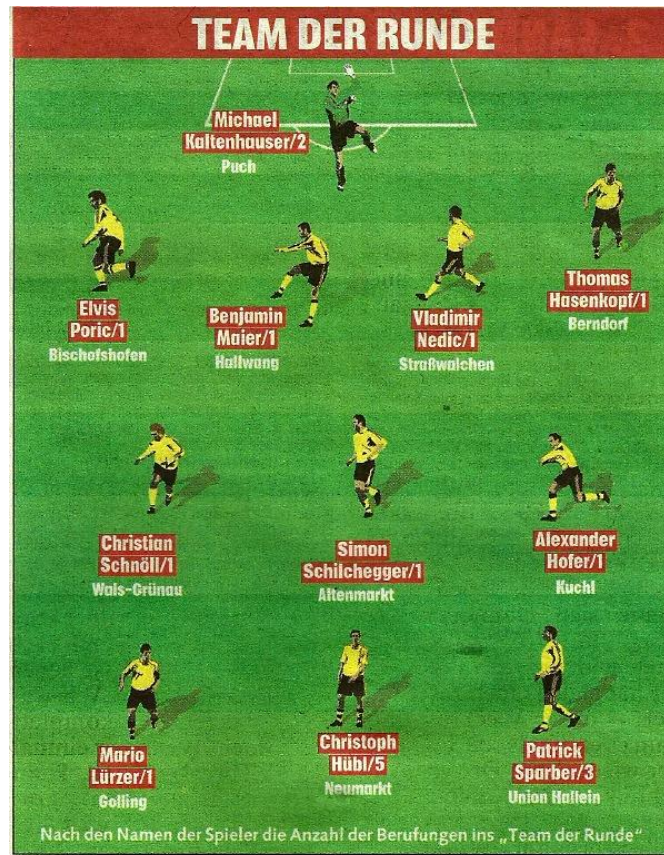 TEAM DER RUNDE
Michael
Kaltenhauser/2
Puch
Elvis
Poric/1
Bischofshofen
Benjamin
Maier/1
Hallwang
Vladimir
Nedic/1
Straßwalchen
Thomas
Hasenkopf/1
Berndorf
Christian
Schnöll/1
Wals-Grünau
Simon
Schilchegger/1
Altenmarkt
Alexander
Hofer/1
Kuchl
Mario
Lürzer/1
Golling
Christoph
Hübl/5
Neumarkt
Patrick
Sparber/3
Union Hallein
Nach den Namen der Spieler die Anzahl der Berufungen ins „Team der Runde“